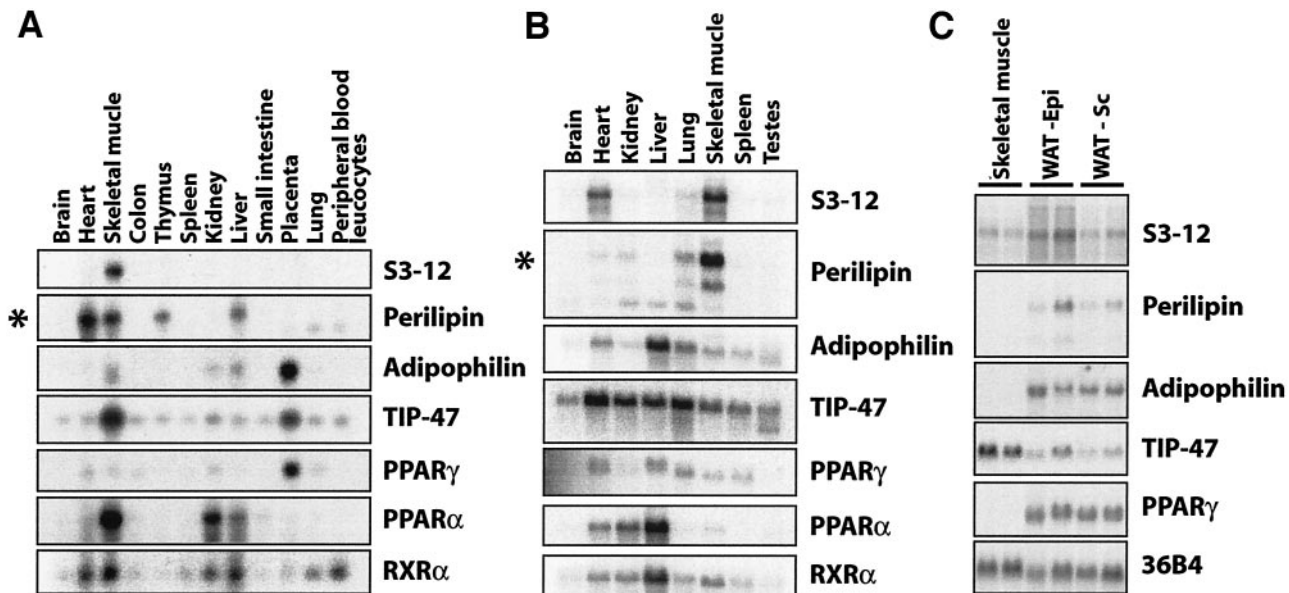 A
Brain
Heart
Skeletal mucle
Colon
Thymus
Spleen
Kidney
Liver
Small intestine
Placenta
Lung
Peripheral blood
leucocytes
S3-12
* Perilipin
Adipophilin
TIP-47
PPARγ
PPARα
RXRα
B
Brain
Heart
Kidney
Liver
Lung
Skeletal mucle
Spleen
Testes
S3-12
* Perilipin
Adipophilin
TIP-47
PPARγ
PPARα
RXRα
C
Skeletal muscle
WAT -Epi
WAT - Sc
S3-12
Perilipin
Adipophilin
TIP-47
PPARγ
36B4